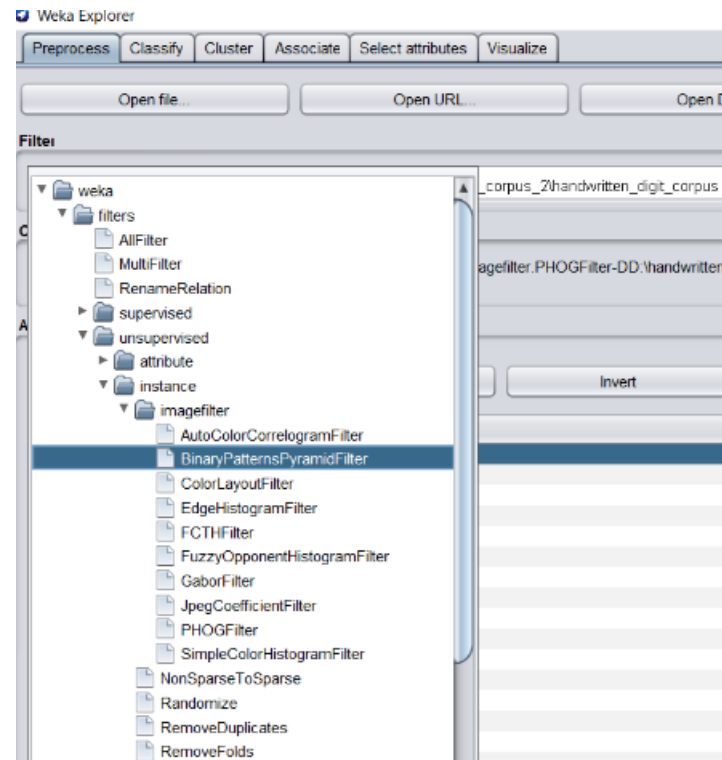 Weka Explorer
Preprocess Classify Cluster Associate Select attributes Visualize
Open file... Open URL... Open D
Filter
_corpus_2\handwritten_digit_corpus
weka
filters
AllFilter
MultiFilter
RenameRelation
agefilter.PHOGFilter-DD:\handwritten
supervised
unsupervised
attribute
instance
Invert
imagefilter
AutoColorCorrelogramFilter
BinaryPatternsPyramidFilter
ColorLayoutFilter
EdgeHistogramFilter
FCTHFilter
FuzzyOpponentHistogramFilter
GaborFilter
JpegCoefficientFilter
PHOGFilter
SimpleColorHistogramFilter
NonSparseToSparse
Randomize
RemoveDuplicates
RemoveFolds